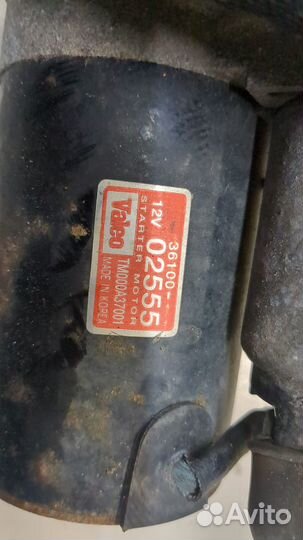 36100-
12V 02555
STARTER MOTOR
Valeo TM000A37001
MADE IN KOREA
Avito